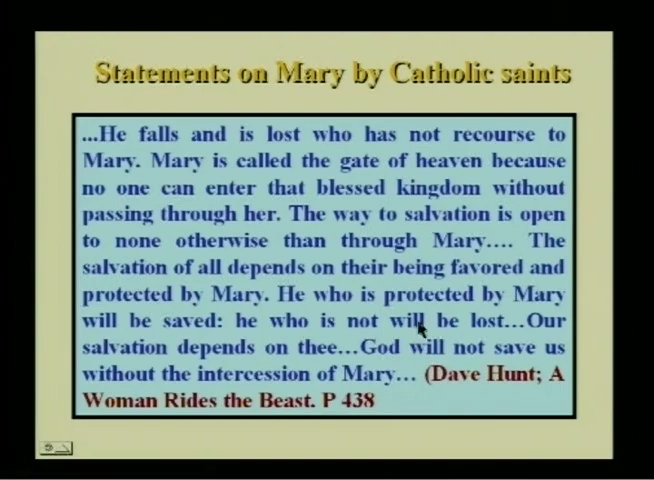 Statements on Mary by Catholic saints
...He falls and is lost who has not recourse to
Mary. Mary is called the gate of heaven because
no one can enter that blessed kingdom without
passing through her. The way to salvation is open
to none otherwise than through Mary.... The
salvation of all depends on their being favored and
protected by Mary. He who is protected by Mary
will be saved: he who is not will be lost...Our
salvation depends on thee...God will not save us
without the intercession of Mary... (Dave Hunt; A
Woman Rides the Beast. P 438